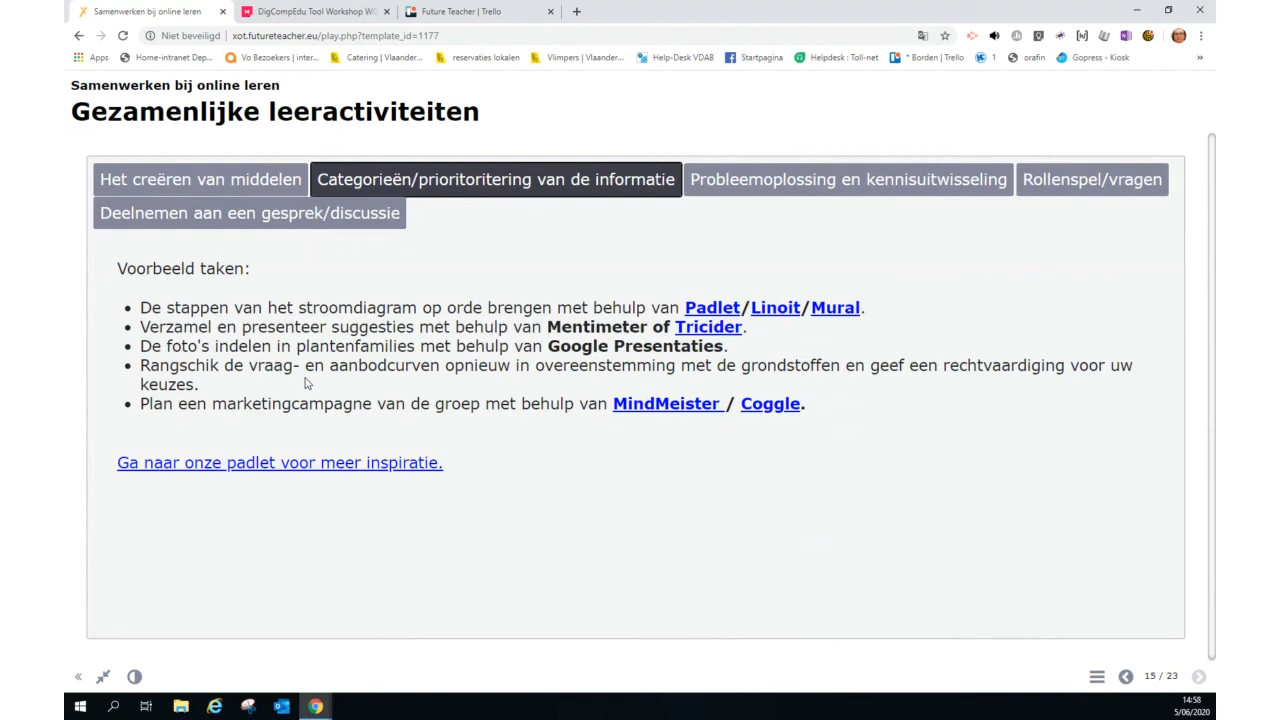 Samenwerken bij online leren
DigCompEdu Tool Workshop WO
Future Teacher | Trello
Niet beveiligd | xot.futureteacher.eu/play.php?template_id=1177
Apps Home-intranet Dep... Vo Bezoekers | inter... Catering | Vlaander... reservaties lokalen Vlimpers | Vlaander... Help-Desk VDAB Startpagina Helpdesk : Toll-net * Borden | Trello 1 orafin Gopress - Kiosk »
Samenwerken bij online leren
Gezamenlijke leeractiviteiten
Het creëren van middelen
Categorieën/prioritoritering van de informatie
Probleemoplossing en kennisuitwisseling
Rollenspel/vragen
Deelnemen aan een gesprek/discussie
Voorbeeld taken:
• De stappen van het stroomdiagram op orde brengen met behulp van Padlet/Linoit/Mural.
• Verzamel en presenteer suggesties met behulp van Mentimeter of Tricider.
• De foto's indelen in plantenfamilies met behulp van Google Presentaties.
• Rangschik de vraag- en aanbodcurven opnieuw in overeenstemming met de grondstoffen en geef een rechtvaardiging voor uw
keuzes.
• Plan een marketingcampagne van de groep met behulp van MindMeister / Coggle.
Ga naar onze padlet voor meer inspiratie.
15 / 23
14:58
5/06/2020